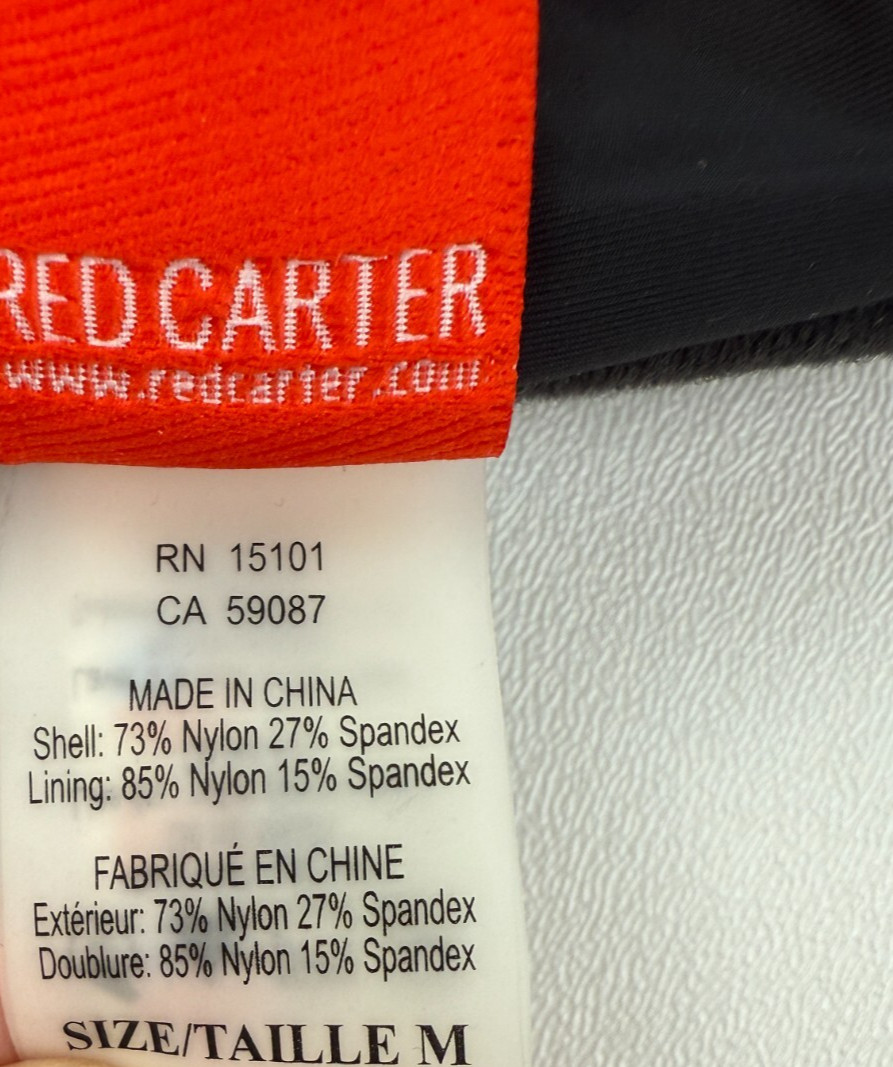 RED CARTER
www.redcarter.com
RN 15101
CA 59087
MADE IN CHINA
Shell: 73% Nylon 27% Spandex
Lining: 85% Nylon 15% Spandex
FABRIQUÉ EN CHINE
Extérieur: 73% Nylon 27% Spandex
Doublure: 85% Nylon 15% Spandex
SIZE/TAILLE M